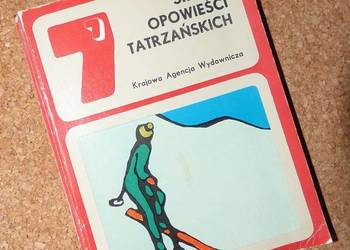 7
OPOWIEŚCI
TATRZAŃSKICH
Krajowa Agencja Wydawnicza